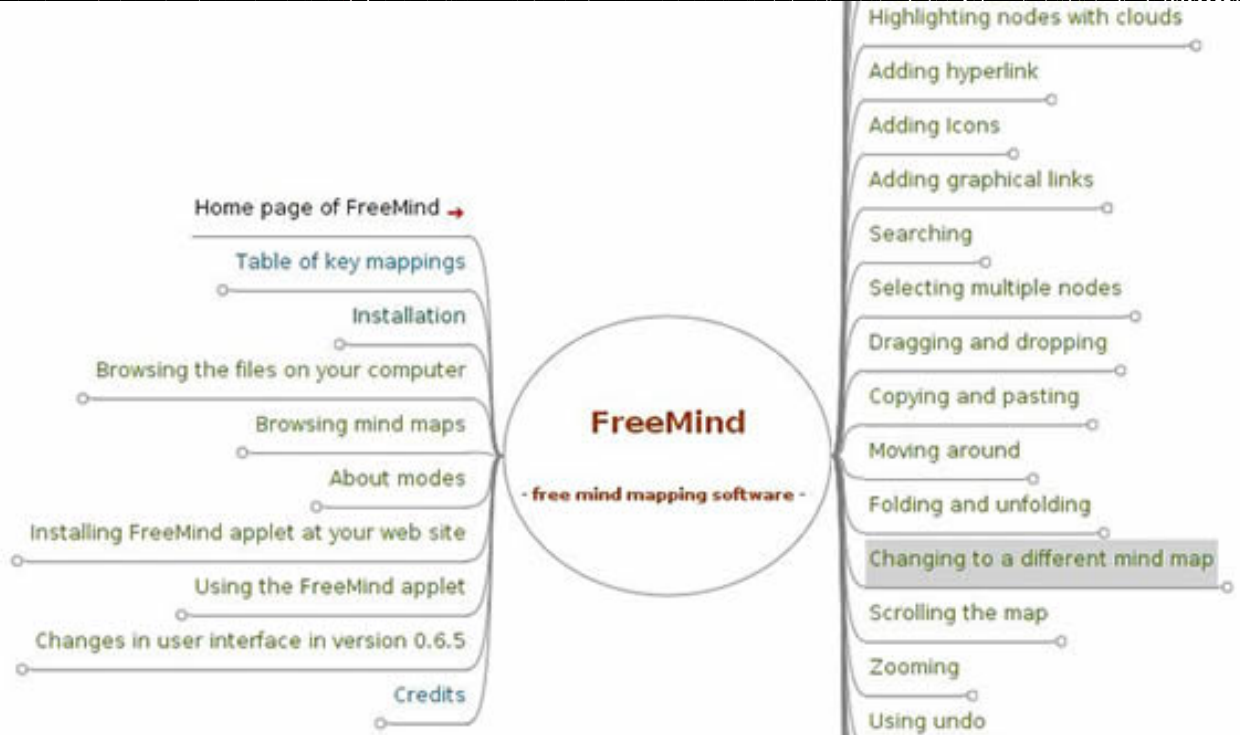 Home page of FreeMind
Table of key mappings
Installation
Browsing the files on your computer
Browsing mind maps
About modes
Installing FreeMind applet at your web site
Using the FreeMind applet
Changes in user interface in version 0.6.5
Credits
FreeMind
- free mind mapping software -
Highlighting nodes with clouds
Adding hyperlink
Adding Icons
Adding graphical links
Searching
Selecting multiple nodes
Dragging and dropping
Copying and pasting
Moving around
Folding and unfolding
Changing to a different mind map
Scrolling the map
Zooming
Using undo